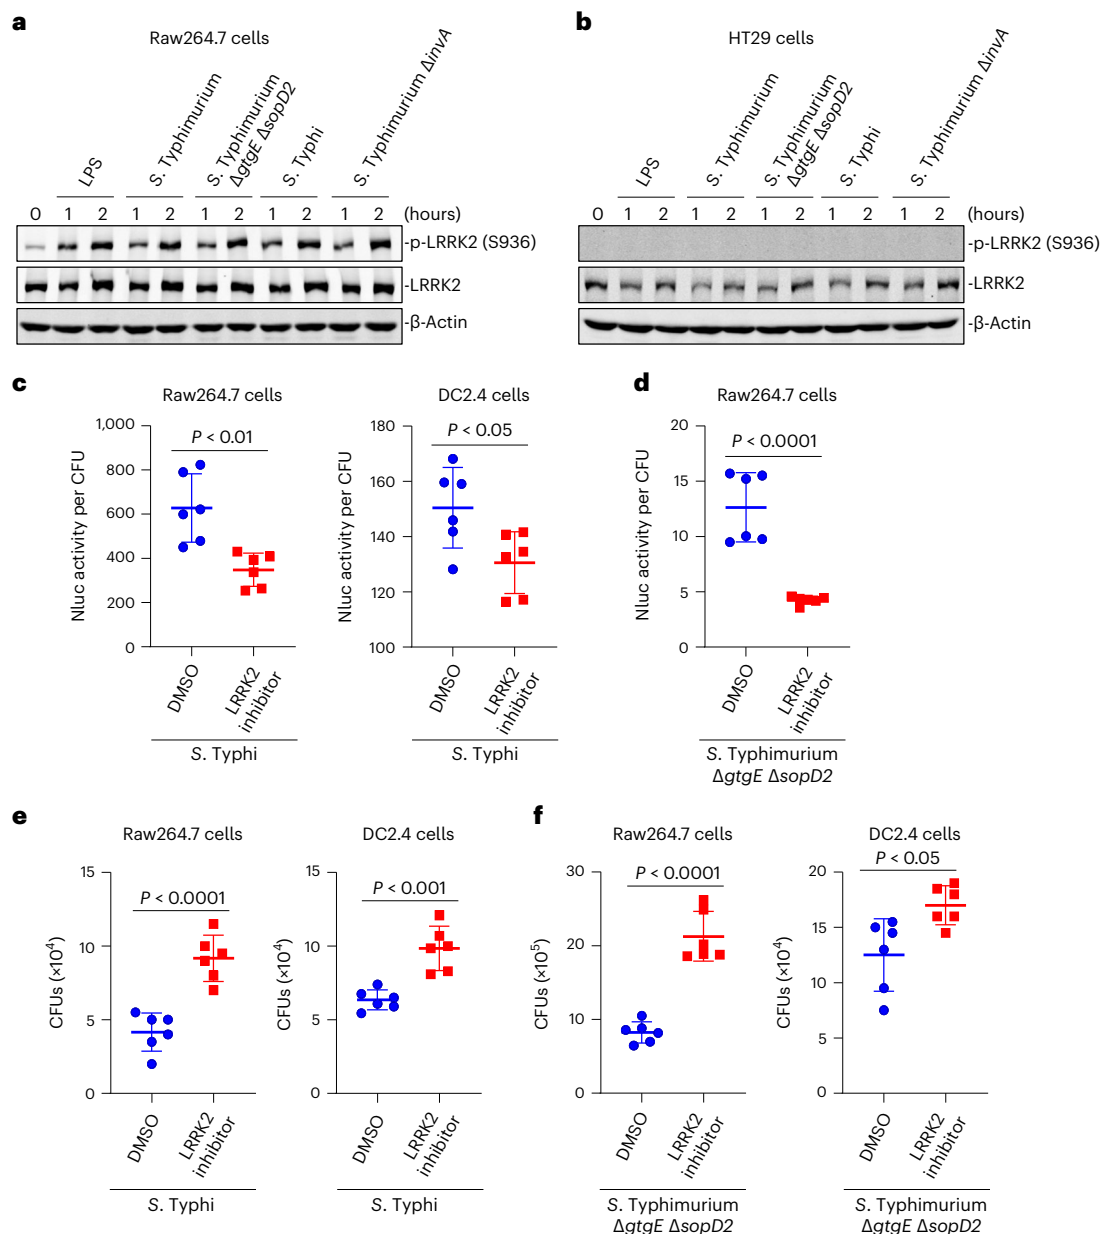 a
Raw264.7 cells
LPS
S. Typhimurium
S. Typhimurium
ΔgtgE ΔsopD2
S. Typhi
S. Typhimurium ΔinvA
0 1 2 1 2 1 2 1 2 1 2 (hours)
-p-LRRK2 (S936)
-LRRK2
-β-Actin
b
HT29 cells
LPS
S. Typhimurium
S. Typhimurium
ΔgtgE ΔsopD2
S. Typhi
S. Typhimurium ΔinvA
0 1 2 1 2 1 2 1 2 1 2 (hours)
-p-LRRK2 (S936)
-LRRK2
-β-Actin
c
Raw264.7 cells
Nluc activity per CFU
1,000
800
600
400
200
0
P < 0.01
DMSO
LRRK2
inhibitor
S. Typhi
DC2.4 cells
Nluc activity per CFU
180
160
140
120
100
P < 0.05
DMSO
LRRK2
inhibitor
S. Typhi
d
Raw264.7 cells
Nluc activity per CFU
20
15
10
5
0
P < 0.0001
DMSO
LRRK2
inhibitor
S. Typhimurium
ΔgtgE ΔsopD2
e
Raw264.7 cells
CFUs (×10⁴)
15
10
5
0
P < 0.0001
DMSO
LRRK2
inhibitor
S. Typhi
DC2.4 cells
CFUs (×10⁴)
15
10
5
0
P < 0.001
DMSO
LRRK2
inhibitor
S. Typhi
f
Raw264.7 cells
CFUs (×10⁵)
30
20
10
0
P < 0.0001
DMSO
LRRK2
inhibitor
S. Typhimurium
ΔgtgE ΔsopD2
DC2.4 cells
CFUs (×10⁴)
20
15
10
5
0
P < 0.05
DMSO
LRRK2
inhibitor
S. Typhimurium
ΔgtgE ΔsopD2